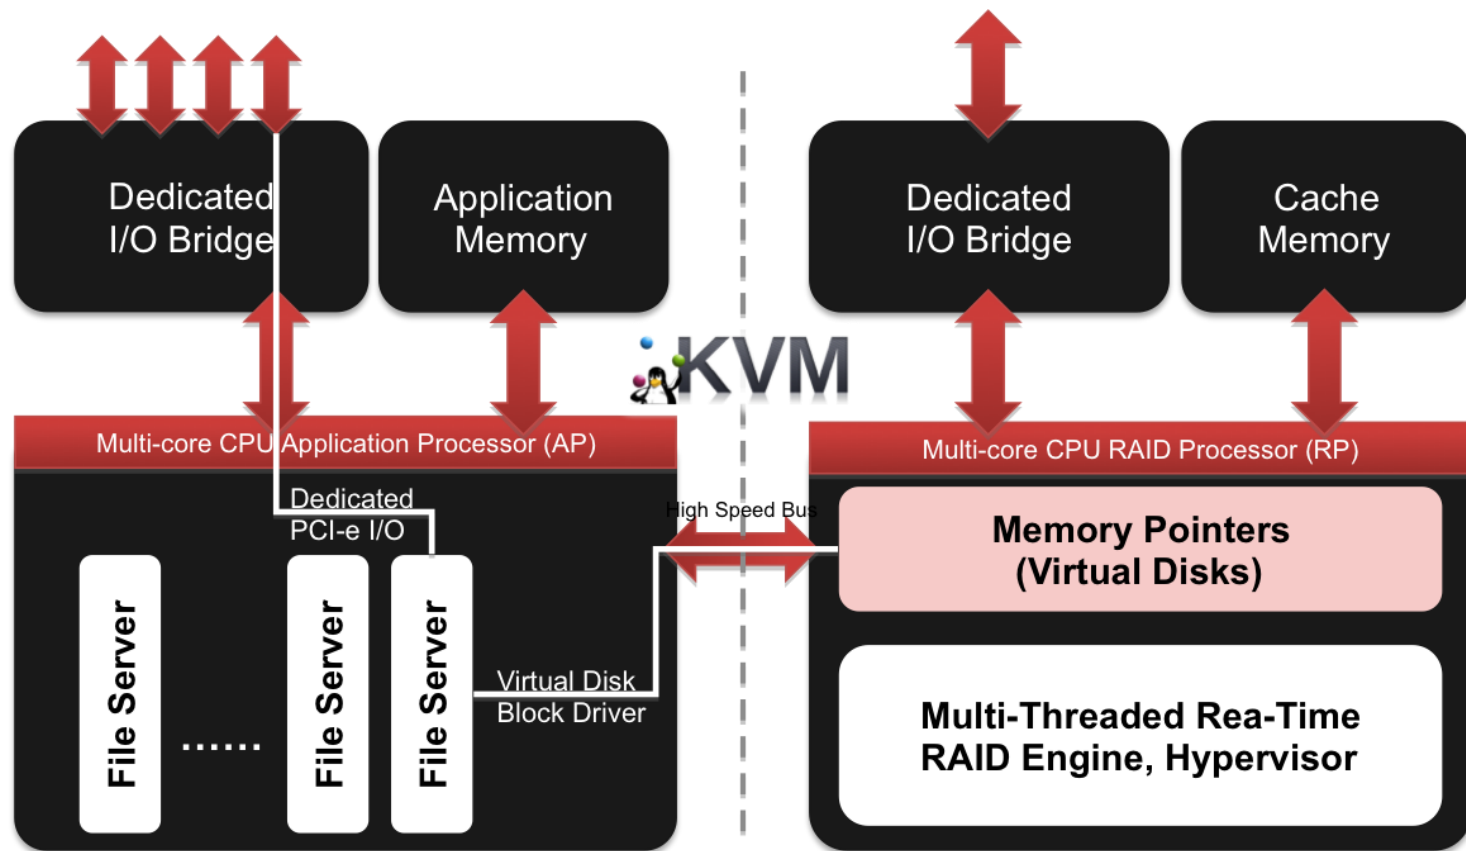 Dedicated
I/O Bridge
Application
Memory
Dedicated
I/O Bridge
Cache
Memory
KVM
Multi-core CPU Application Processor (AP)
Multi-core CPU RAID Processor (RP)
Dedicated
PCI-e I/O
High Speed Bus
Memory Pointers
(Virtual Disks)
File Server
......
File Server
File Server
Virtual Disk
Block Driver
Multi-Threaded Rea-Time
RAID Engine, Hypervisor